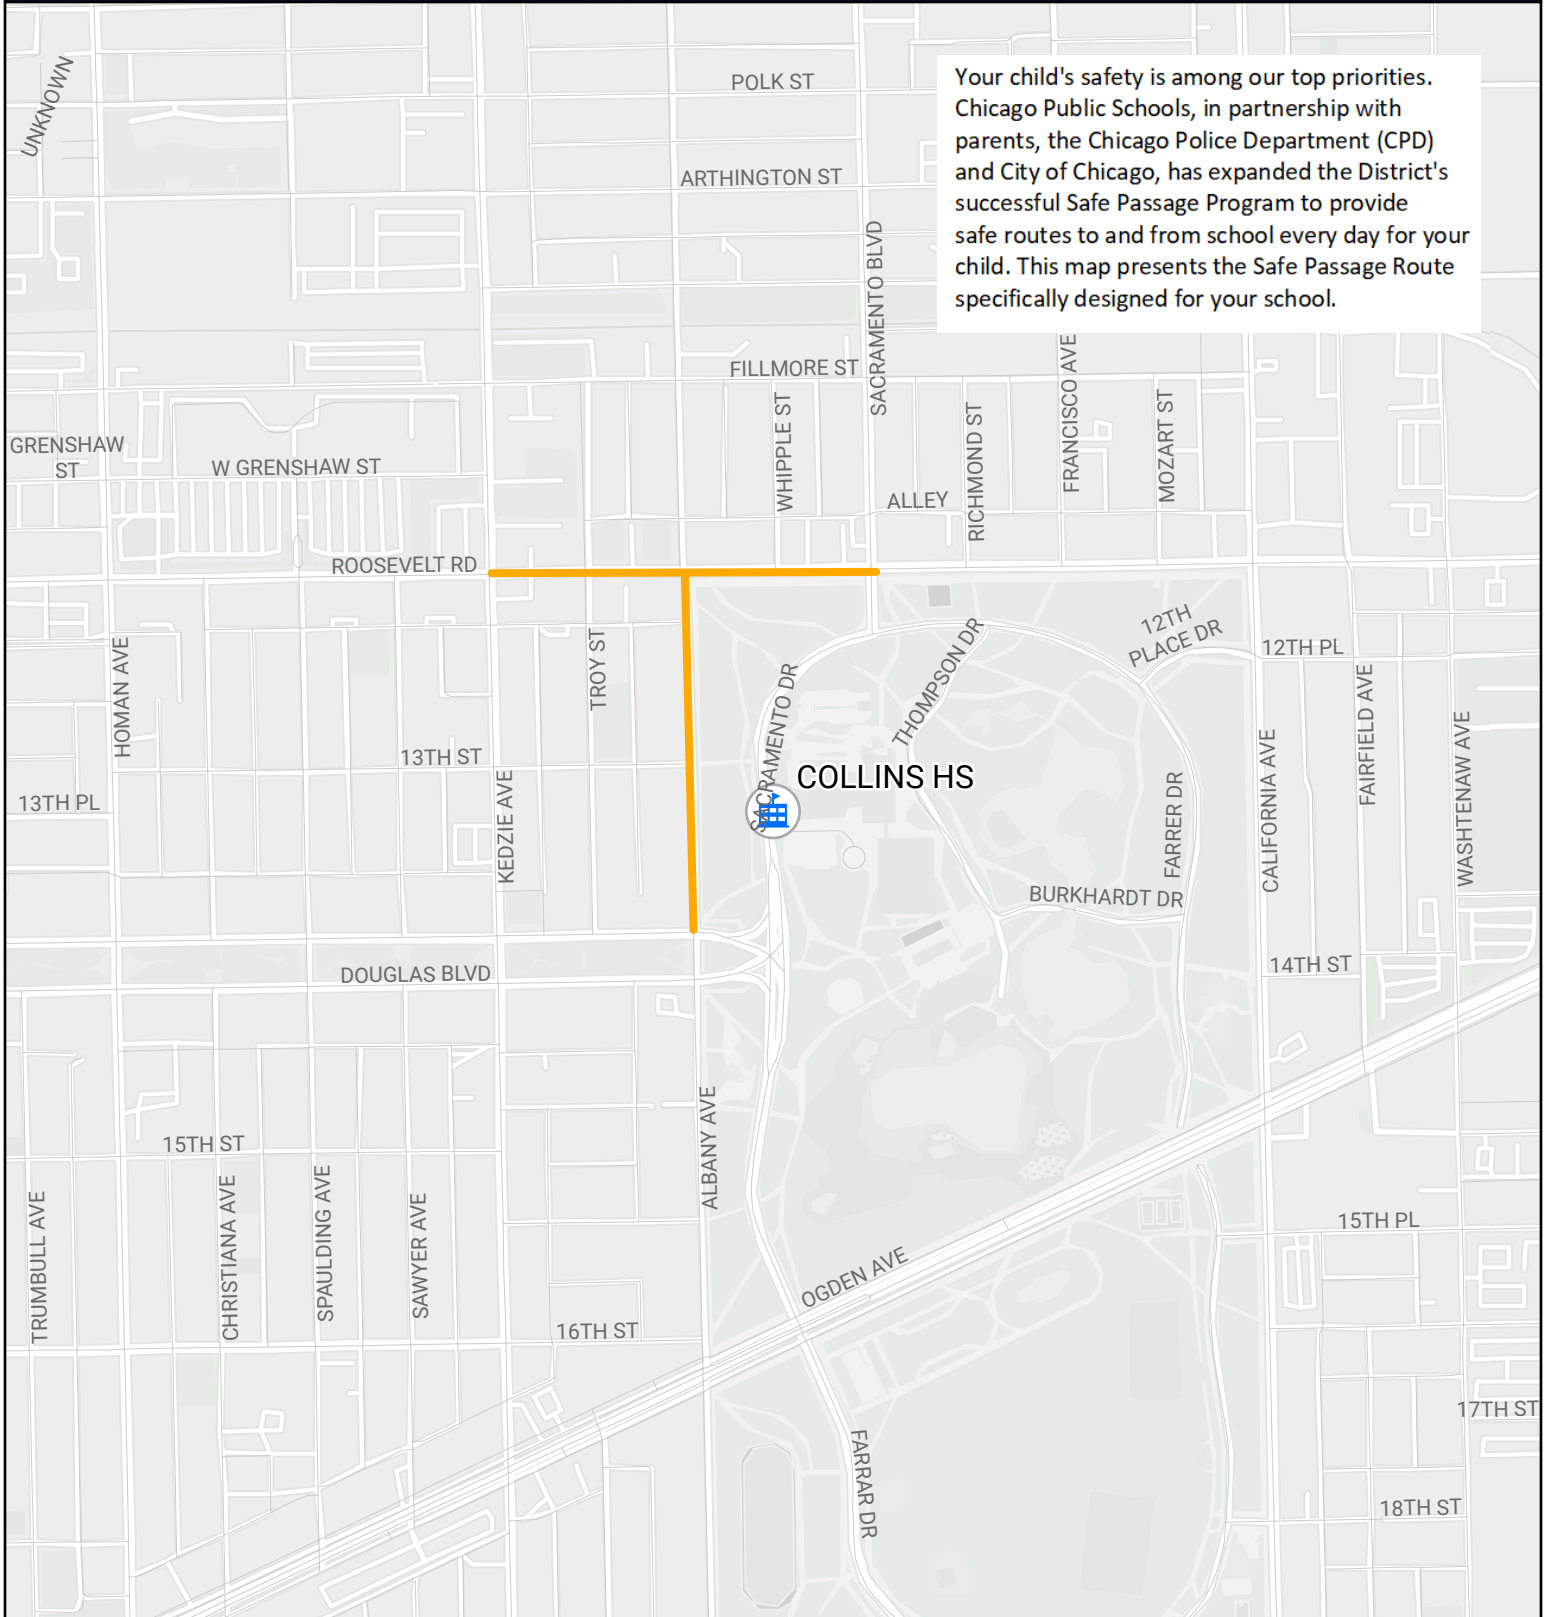 UNKNOWN
POLK ST
Your child's safety is among our top priorities.
Chicago Public Schools, in partnership with
parents, the Chicago Police Department (CPD)
and City of Chicago, has expanded the District's
successful Safe Passage Program to provide
safe routes to and from school every day for your
child. This map presents the Safe Passage Route
specifically designed for your school.
ARTHINGTON ST
SACRAMENTO BLVD
FILLMORE ST
FRANCISCO AVE
WHIPPLE ST
RICHMOND ST
MOZART ST
GRENSHAW
ST
W GRENSHAW ST
ALLEY
ROOSEVELT RD
12TH
PLACE DR
12TH PL
HOMAN AVE
TROY ST
SACRAMENTO DR
THOMPSON DR
FAIRFIELD AVE
WASHTENAW AVE
CALIFORNIA AVE
13TH ST
KEDZIE AVE
COLLINS HS
FARRER DR
13TH PL
BURKHARDT DR
DOUGLAS BLVD
14TH ST
ALBANY AVE
15TH ST
TRUMBULL AVE
CHRISTIANA AVE
SPAULDING AVE
SAWYER AVE
15TH PL
OGDEN AVE
16TH ST
17TH ST
FARRAR DR
18TH ST